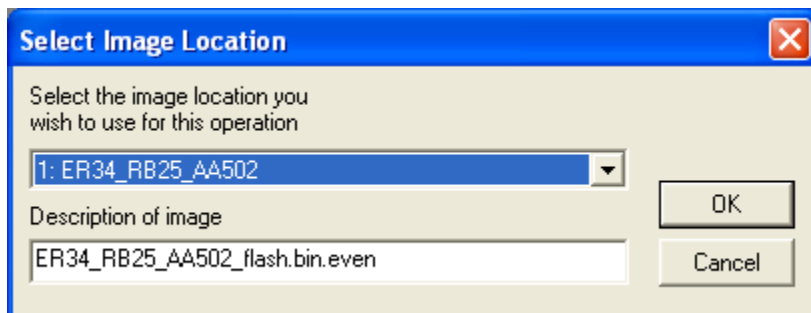 Select Image Location
Select the image location you
wish to use for this operation
1: ER34_RB25_AA502
Description of image
ER34_RB25_AA502_flash.bin.even
OK
Cancel